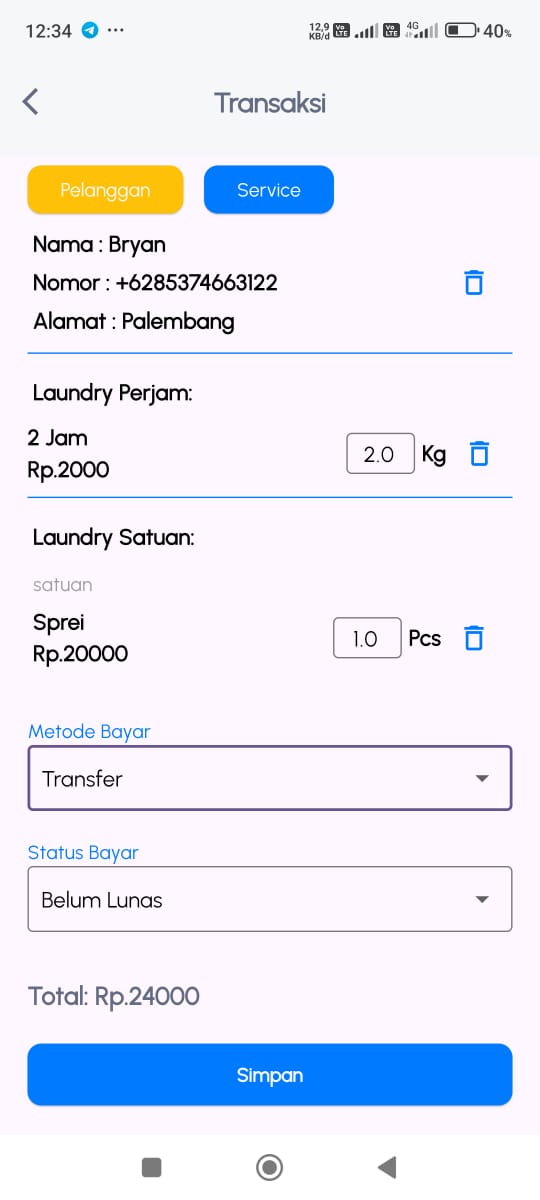 12:34 ...
12,9 KB/d Vo LTE Vo LTE 4G 40%
Transaksi
Pelanggan Service
Nama : Bryan
Nomor : +6285374663122
Alamat : Palembang
Laundry Perjam:
2 Jam
Rp.2000
2.0 Kg
Laundry Satuan:
satuan
Sprei
Rp.20000
1.0 Pcs
Metode Bayar
Transfer
Status Bayar
Belum Lunas
Total: Rp.24000
Simpan